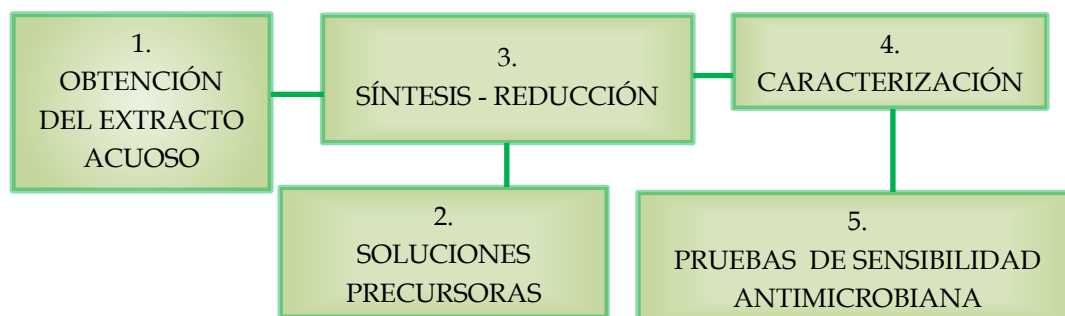 1.
OBTENCIÓN
DEL EXTRACTO
ACUOSO
3.
SÍNTESIS - REDUCCIÓN
4.
CARACTERIZACIÓN
2.
SOLUCIONES
PRECURSORAS
5.
PRUEBAS DE SENSIBILIDAD
ANTIMICROBIANA